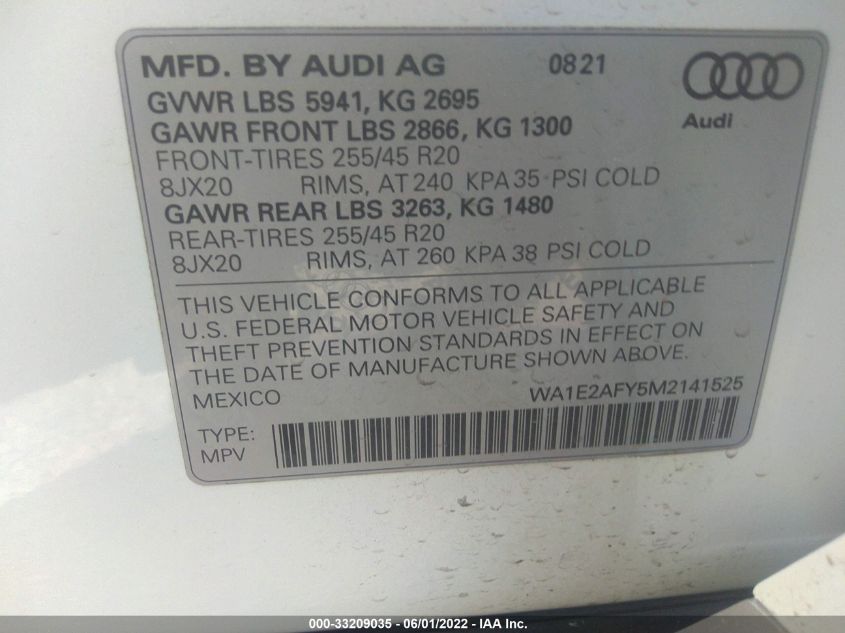 MFD. BY AUDI AG 0821
Audi
GVWR LBS 5941, KG 2695
GAWR FRONT LBS 2866, KG 1300
FRONT-TIRES 255/45 R20
8JX20 RIMS, AT 240 KPA 35 PSI COLD
GAWR REAR LBS 3263, KG 1480
REAR-TIRES 255/45 R20
8JX20 RIMS, AT 260 KPA 38 PSI COLD
THIS VEHICLE CONFORMS TO ALL APPLICABLE
U.S. FEDERAL MOTOR VEHICLE SAFETY AND
THEFT PREVENTION STANDARDS IN EFFECT ON
THE DATE OF MANUFACTURE SHOWN ABOVE.
MEXICO WA1E2AFY5M2141525
TYPE:
MPV
000-33209035 - 06/01/2022 - IAA Inc.